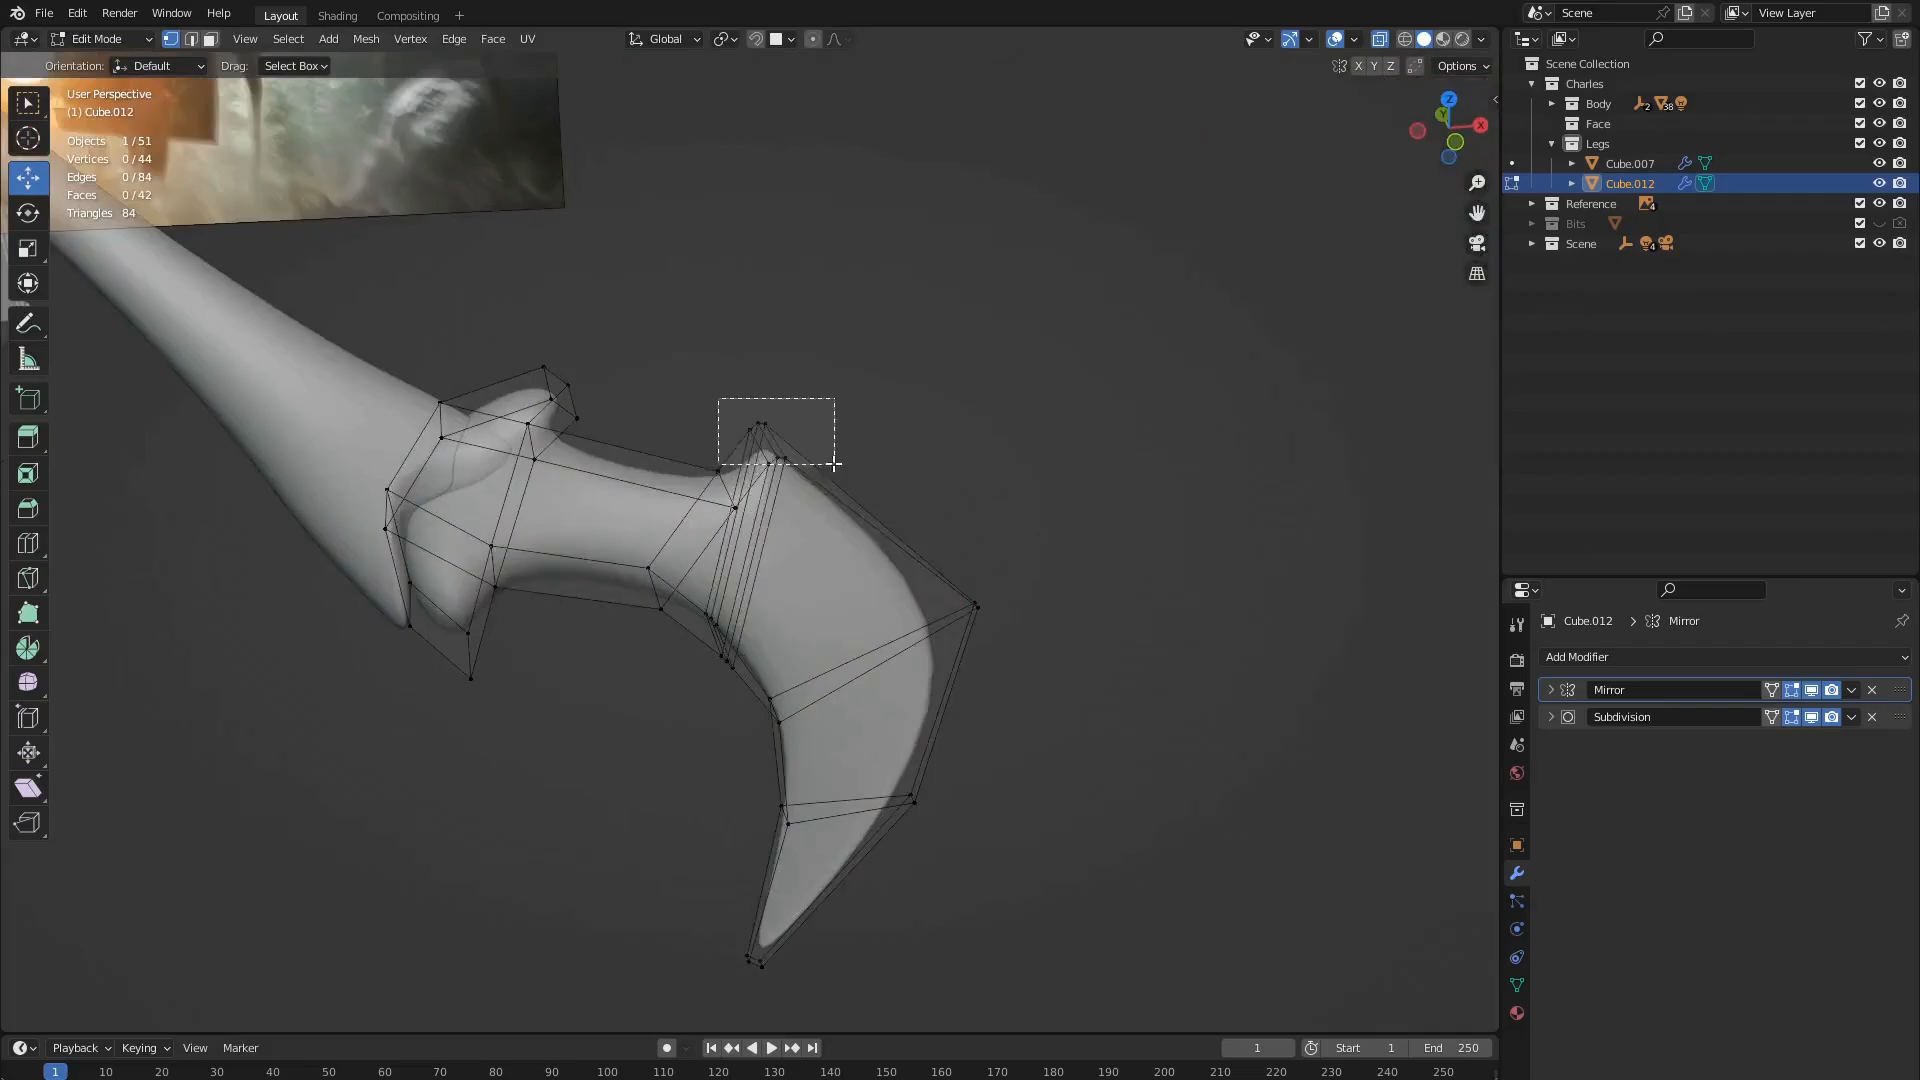 File Edit Render Window Help Layout Shading Compositing + Scene View Layer
Edit Mode View Select Add Mesh Vertex Edge Face UV Global
Orientation: Default Drag: Select Box X Y Z Options
User Perspective
(1) Cube.012
Objects 1/51
Vertices 0/44
Edges 0/84
Faces 0/42
Triangles 84
Z
Y
X
Scene Collection
Charles
Body 2 38
Face
Legs
Cube.007
Cube.012
Reference 4
Bits
Scene 4
Cube.012 > Mirror
Add Modifier
Mirror
Subdivision
Playback Keying View Marker 1 Start 1 End 250
1 10 20 30 40 50 60 70 80 90 100 110 120 130 140 150 160 170 180 190 200 210 220 230 240 250